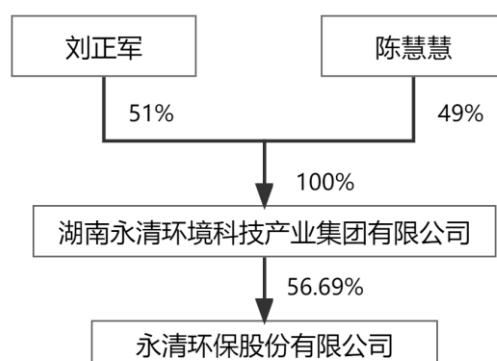 刘正军
陈慧慧
51%
49%
100%
湖南永清环境科技产业集团有限公司
56.69%
永清环保股份有限公司